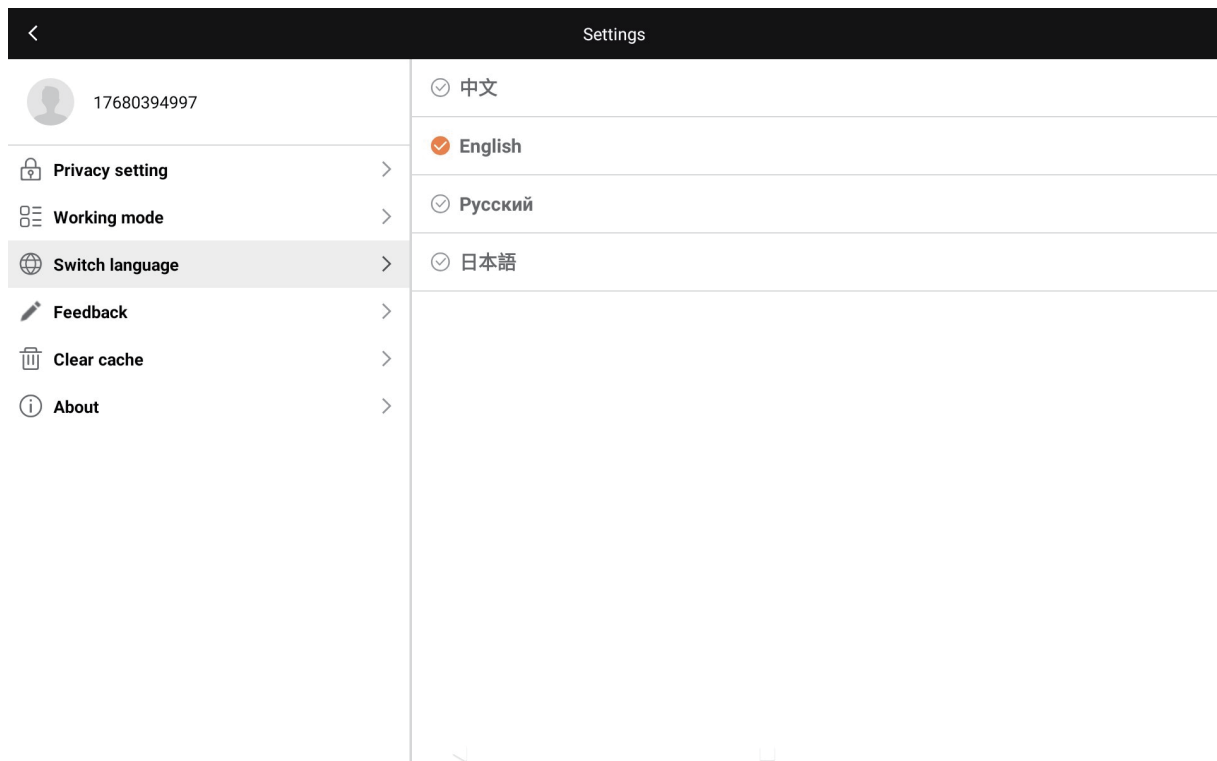 Settings
17680394997
Privacy setting
Working mode
Switch language
Feedback
Clear cache
About
中文
English
Русский
日本語